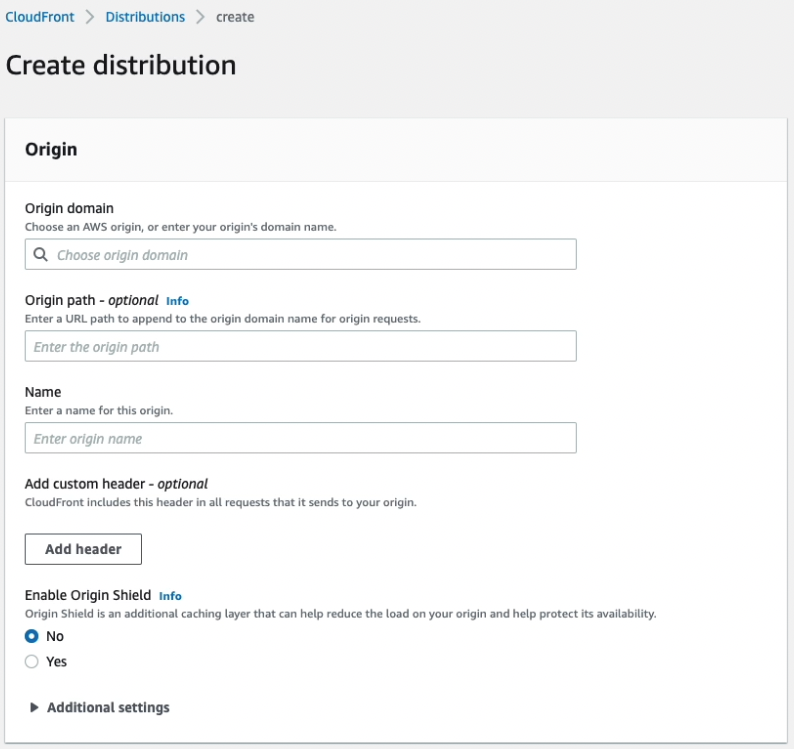 CloudFront > Distributions > create
Create distribution
Origin
Origin domain
Choose an AWS origin, or enter your origin's domain name.
Choose origin domain
Origin path - optional Info
Enter a URL path to append to the origin domain name for origin requests.
Enter the origin path
Name
Enter a name for this origin.
Enter origin name
Add custom header - optional
CloudFront includes this header in all requests that it sends to your origin.
Add header
Enable Origin Shield Info
Origin Shield is an additional caching layer that can help reduce the load on your origin and help protect its availability.
No
Yes
Additional settings